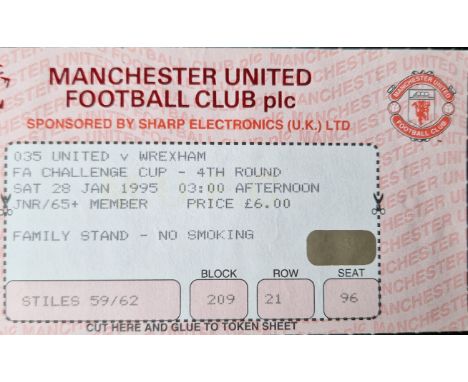 MANCHESTER UNITED
FOOTBALL CLUB plc
SPONSORED BY SHARP ELECTRONICS (U.K.) LTD
MANCHESTER UNITED
035 UNITED v WREXHAM
FA CHALLENGE CUP - 4TH ROUND
SAT 28 JAN 1995 03:00 AFTERNOON
JNR/65+ MEMBER PRICE £6.00
FAMILY STAND - NO SMOKING
BLOCK ROW SEAT
STILES 59/62 209 21 96
CUT HERE AND GLUE TO TOKEN SHEET